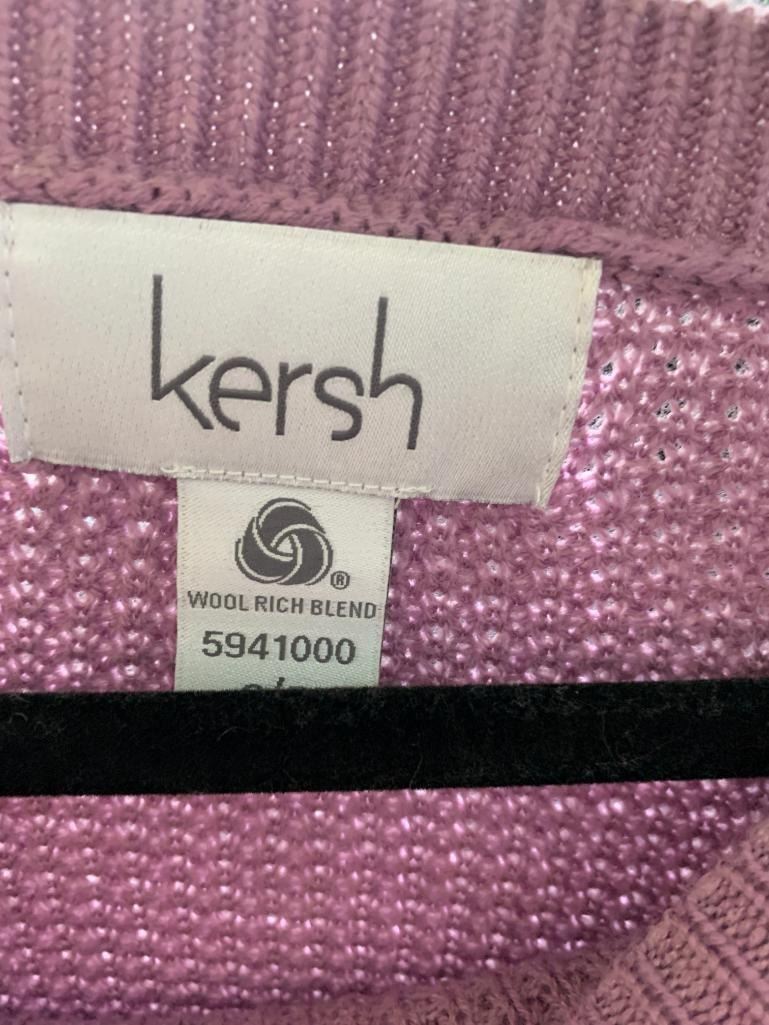 kersh
®
WOOL RICH BLEND
5941000